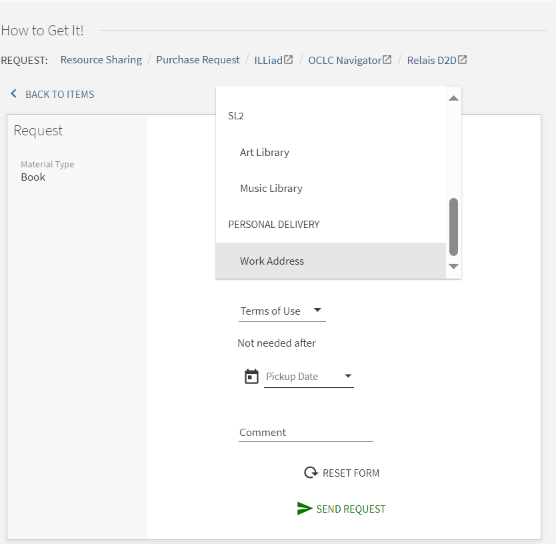 How to Get It!
REQUEST: Resource Sharing / Purchase Request / ILLiad / OCLC Navigator / Relais D2D
BACK TO ITEMS
Request
Material Type
Book
SL2
Art Library
Music Library
PERSONAL DELIVERY
Work Address
Terms of Use
Not needed after
Pickup Date
Comment
RESET FORM
SEND REQUEST